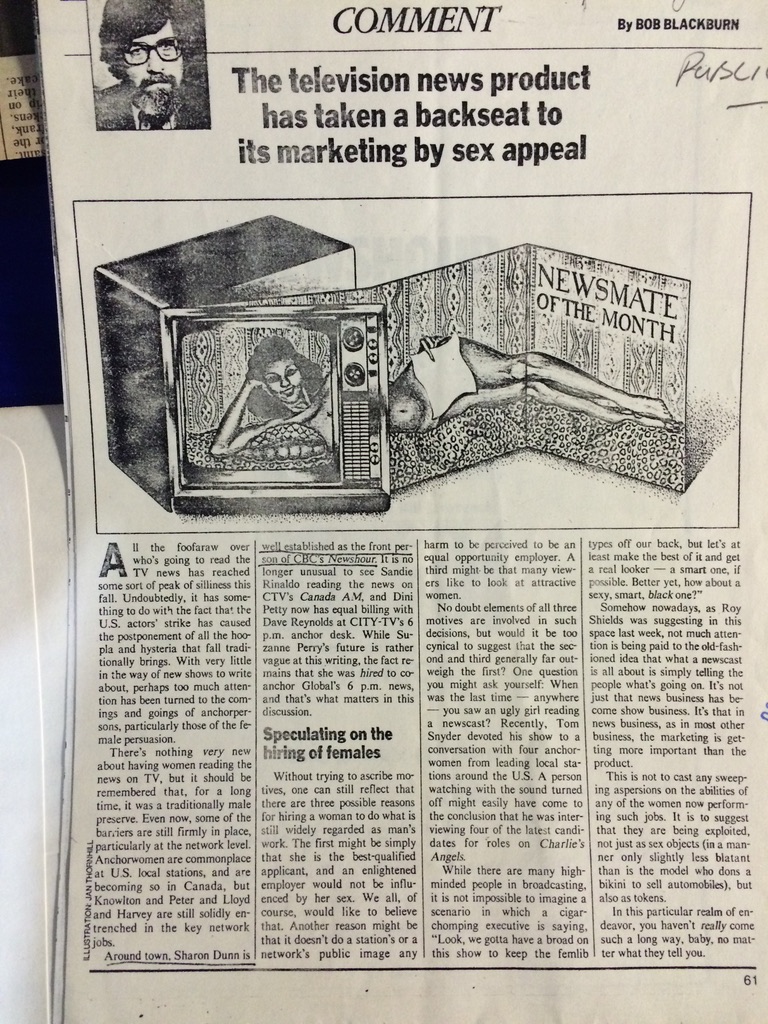 COMMENT
By BOB BLACKBURN
The television news product
has taken a backseat to
its marketing by sex appeal
NEWSMATE
OF THE MONTH
All the foofaraw over
who's going to read the
TV news has reached
some sort of peak of silliness this
fall. Undoubtedly, it has some-
thing to do with the fact that the
U.S. actors' strike has caused
the postponement of all the hoo-
pla and hysteria that fall tradi-
tionally brings. With very little
in the way of new shows to write
about, perhaps too much atten-
tion has been turned to the com-
ings and goings of anchorper-
sons, particularly those of the fe-
male persuasion.
There's nothing very new
about having women reading the
news on TV, but it should be
remembered that, for a long
time, it was a traditionally male
preserve. Even now, some of the
barriers are still firmly in place,
particularly at the network level.
Anchorwomen are commonplace
at U.S. local stations, and are
becoming so in Canada, but
Knowlton and Peter and Lloyd
and Harvey are still solidly en-
trenched in the key network
jobs.
Around town, Sharon Dunn is
ILLUSTRATION: JAN THORNHILL
well established as the front per-
son of CBC's Newshour. It is no
longer unusual to see Sandie
Rinaldo reading the news on
CTV's Canada A.M, and Dini
Petty now has equal billing with
Dave Reynolds at CITY-TV'S 6
p.m. anchor desk. While Su-
zanne Perry's future is rather
vague at this writing, the fact re-
mains that she was hired to co-
anchor Global's 6 p.m. news,
and that's what matters in this
discussion.
Speculating on the
hiring of females
Without trying to ascribe mo-
tives, one can still reflect that
there are three possible reasons
for hiring a woman to do what is
still widely regarded as man's
work. The first might be simply
that she is the best-qualified
applicant, and an enlightened
employer would not be influ-
enced by her sex. We all, of
course, would like to believe
that. Another reason might be
that it doesn't do a station's or a
network's public image any
harm to be perceived to be an
equal opportunity employer. A
third might be that many view-
ers like to look at attractive
women.
No doubt elements of all three
motives are involved in such
decisions, but would it be too
cynical to suggest that the sec-
ond and third generally far out-
weigh the first? One question
you might ask yourself: When
was the last time — anywhere
— you saw an ugly girl reading
a newscast? Recently, Tom
Snyder devoted his show to a
conversation with four anchor-
women from leading local sta-
tions around the U.S. A person
watching with the sound turned
off might easily have come to
the conclusion that he was inter-
viewing four of the latest candi-
dates for roles on Charlie's
Angels.
While there are many high-
minded people in broadcasting,
it is not impossible to imagine a
scenario in which a cigar-
chomping executive is saying,
"Look, we gotta have a broad on
this show to keep the femlib
types off our back, but let's at
least make the best of it and get
a real looker — a smart one, if
possible. Better yet, how about a
sexy, smart, black one?"
Somehow nowadays, as Roy
Shields was suggesting in this
space last week, not much atten-
tion is being paid to the old-fash-
ioned idea that what a newscast
is all about is simply telling the
people what's going on. It's not
just that news business has be-
come show business. It's that in
news business, as in most other
business, the marketing is get-
ting more important than the
product.
This is not to cast any sweep-
ing aspersions on the abilities of
any of the women now perform-
ing such jobs. It is to suggest
that they are being exploited,
not just as sex objects (in a man-
ner only slightly less blatant
than is the model who dons a
bikini to sell automobiles), but
also as tokens.
In this particular realm of en-
deavor, you haven't really come
such a long way, baby, no mat-
ter what they tell you.
61